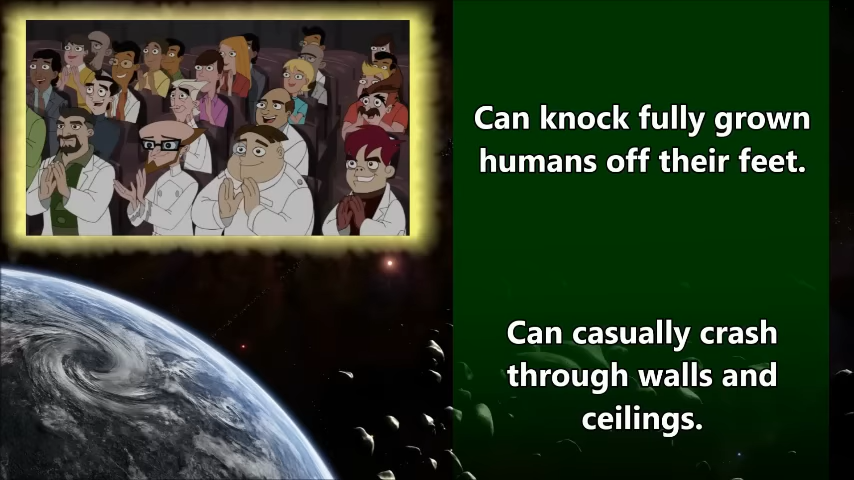 Can knock fully grown
humans off their feet.
Can casually crash
through walls and
ceilings.